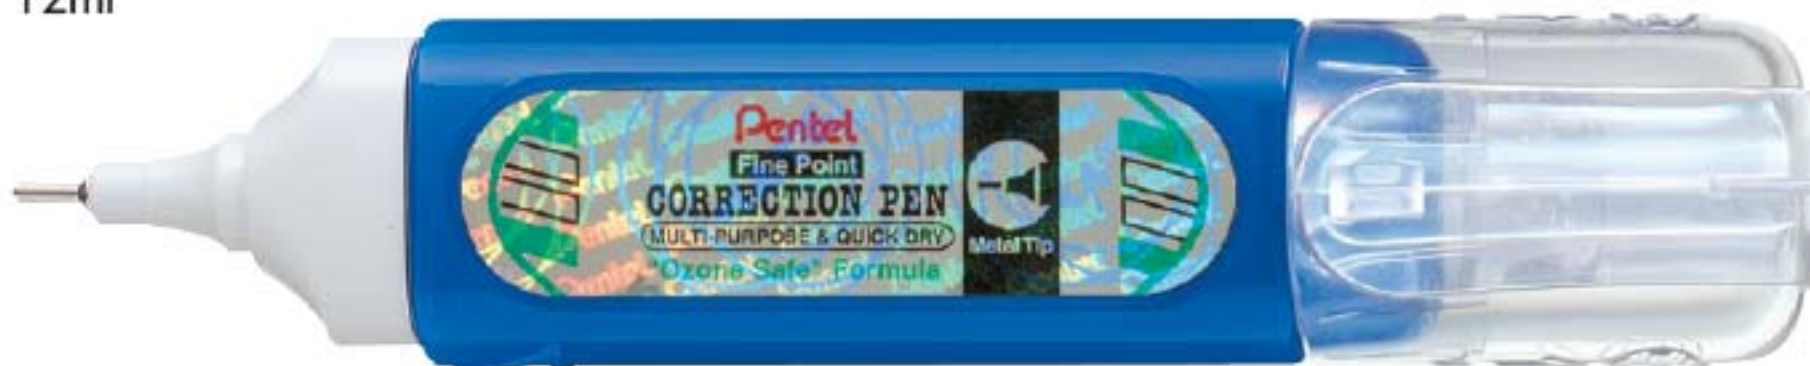 12ml
Pentel
Fine Point
CORRECTION PEN
MULTI-PURPOSE & QUICK DRY
"Ozone Safe" Formula
Metal Tip